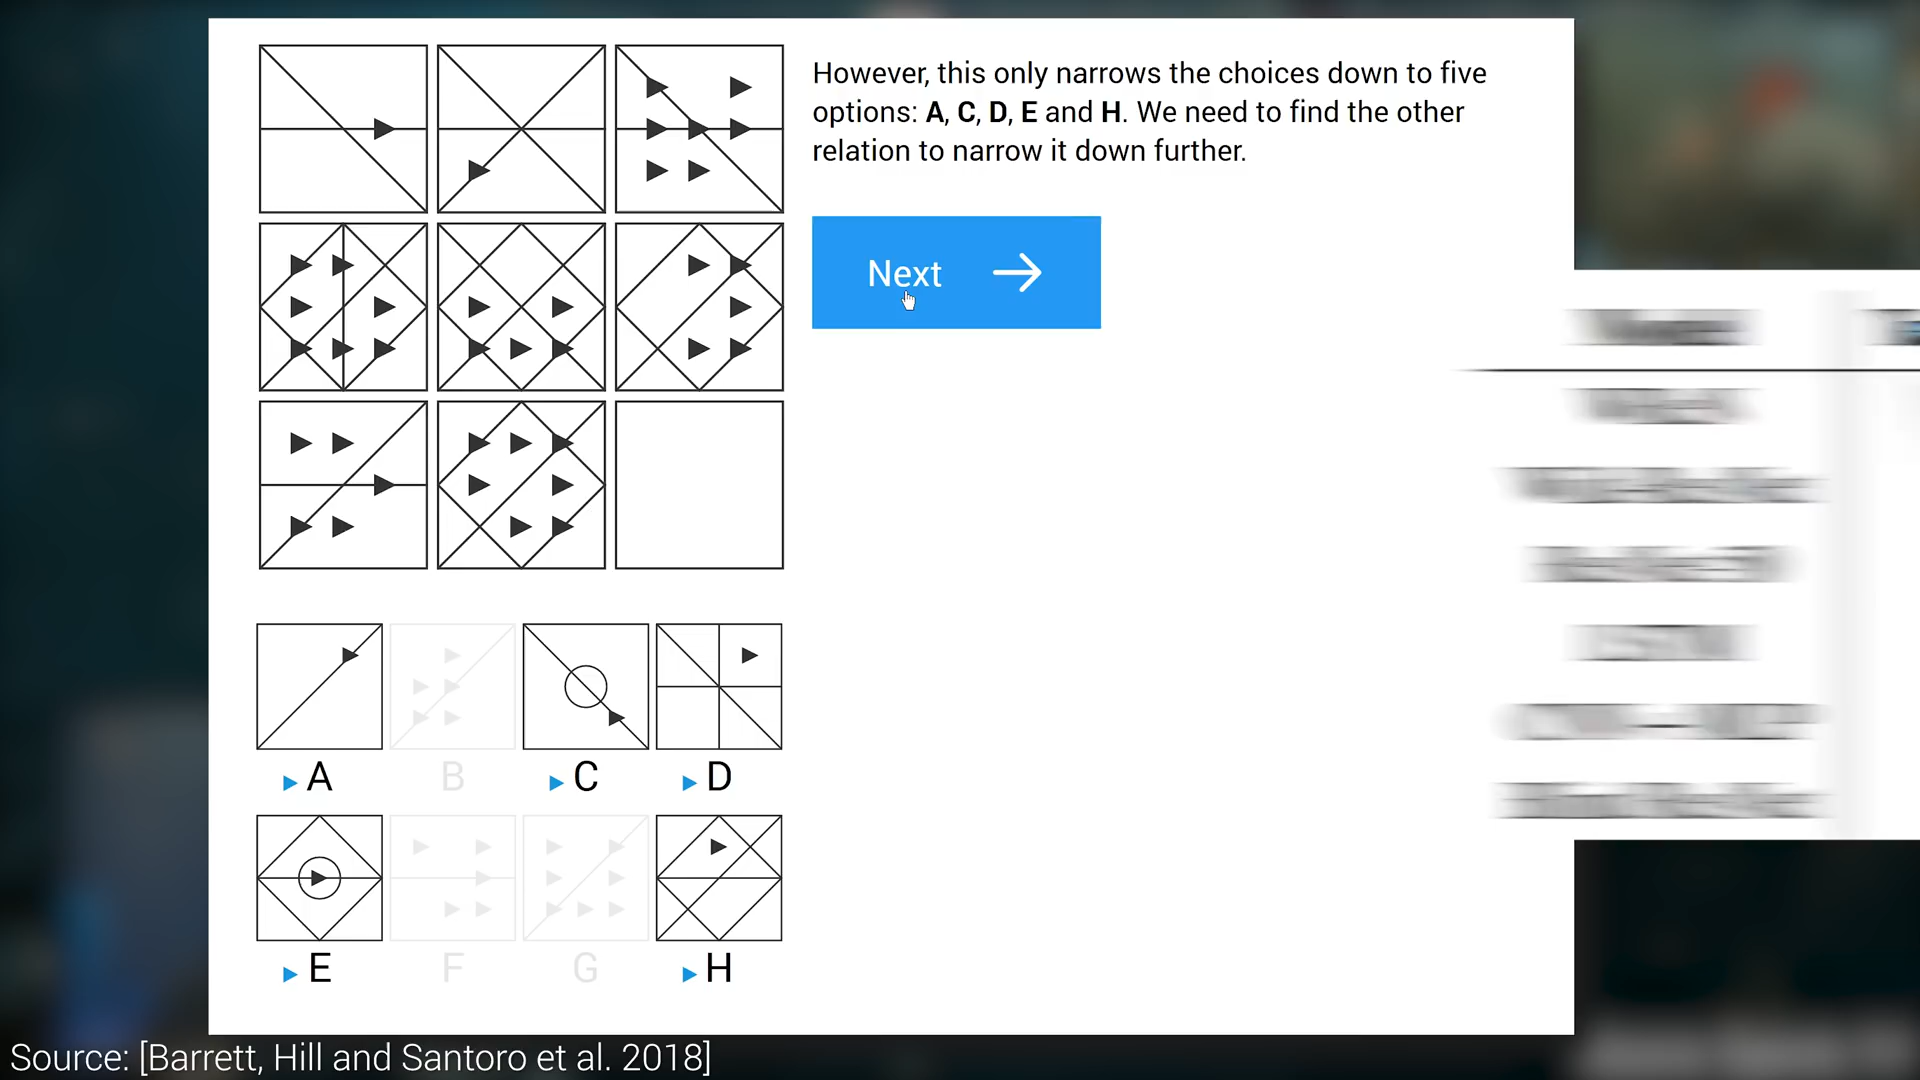 However, this only narrows the choices down to five
options: A, C, D, E and H. We need to find the other
relation to narrow it down further.
Next
A
B
C
D
E
F
G
H
Source: [Barrett, Hill and Santoro et al. 2018]